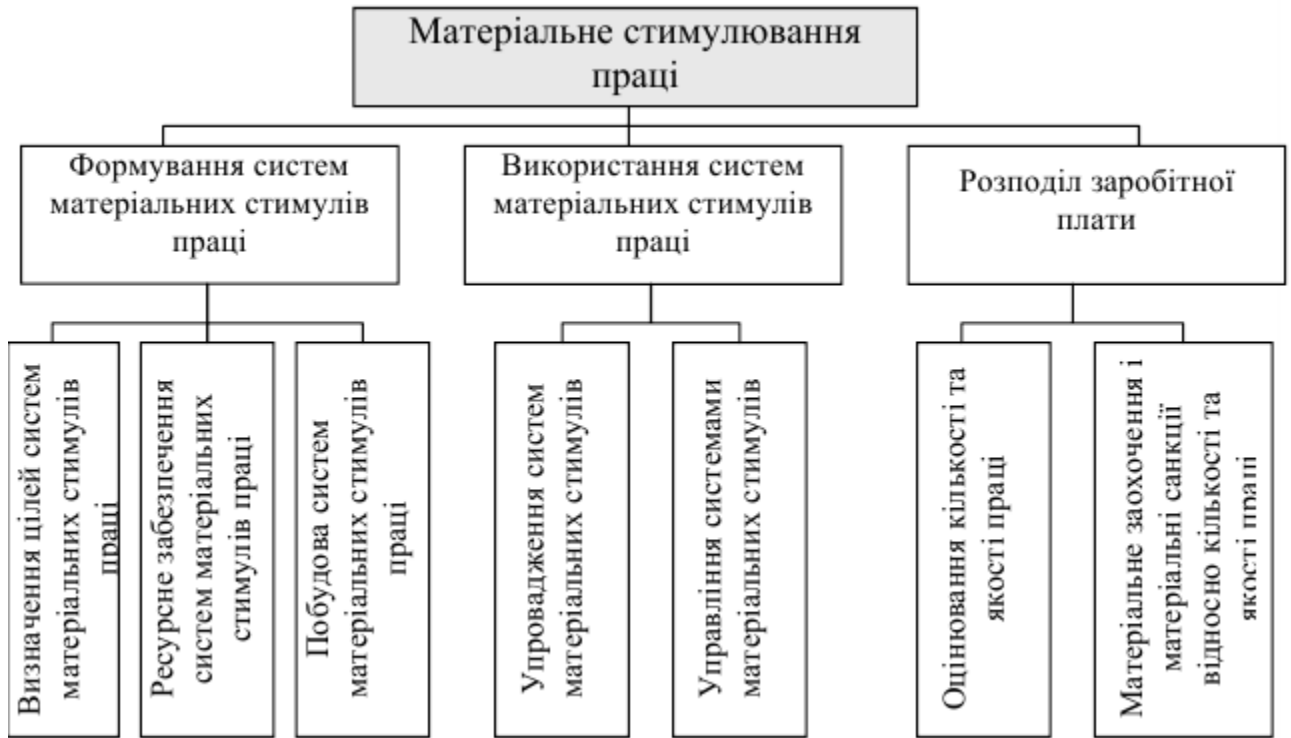 Матеріальне стимулювання
праці
Формування систем
матеріальних стимулів
праці
Використання систем
матеріальних стимулів
праці
Розподіл заробітної
плати
Визначення цілей систем
матеріальних стимулів
праці
Ресурсне забезпечення
систем матеріальних
стимулів праці
Побудова систем
матеріальних стимулів
праці
Упровадження систем
матеріальних стимулів
Управління системами
матеріальних стимулів
Оцінювання кількості та
якості праці
Матеріальне заохочення і
матеріальні санкції
відносно кількості та
якості праці